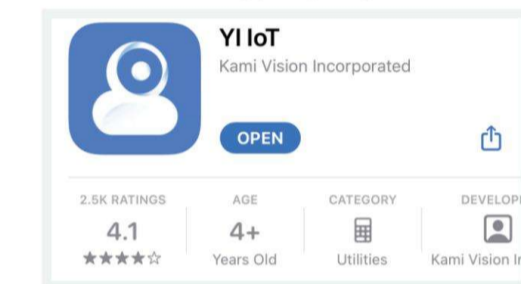 YI IoT
Kami Vision Incorporated
OPEN
2.5K RATINGS
AGE
CATEGORY
4.1
4+
Years Old
Utilities
Kami Vision